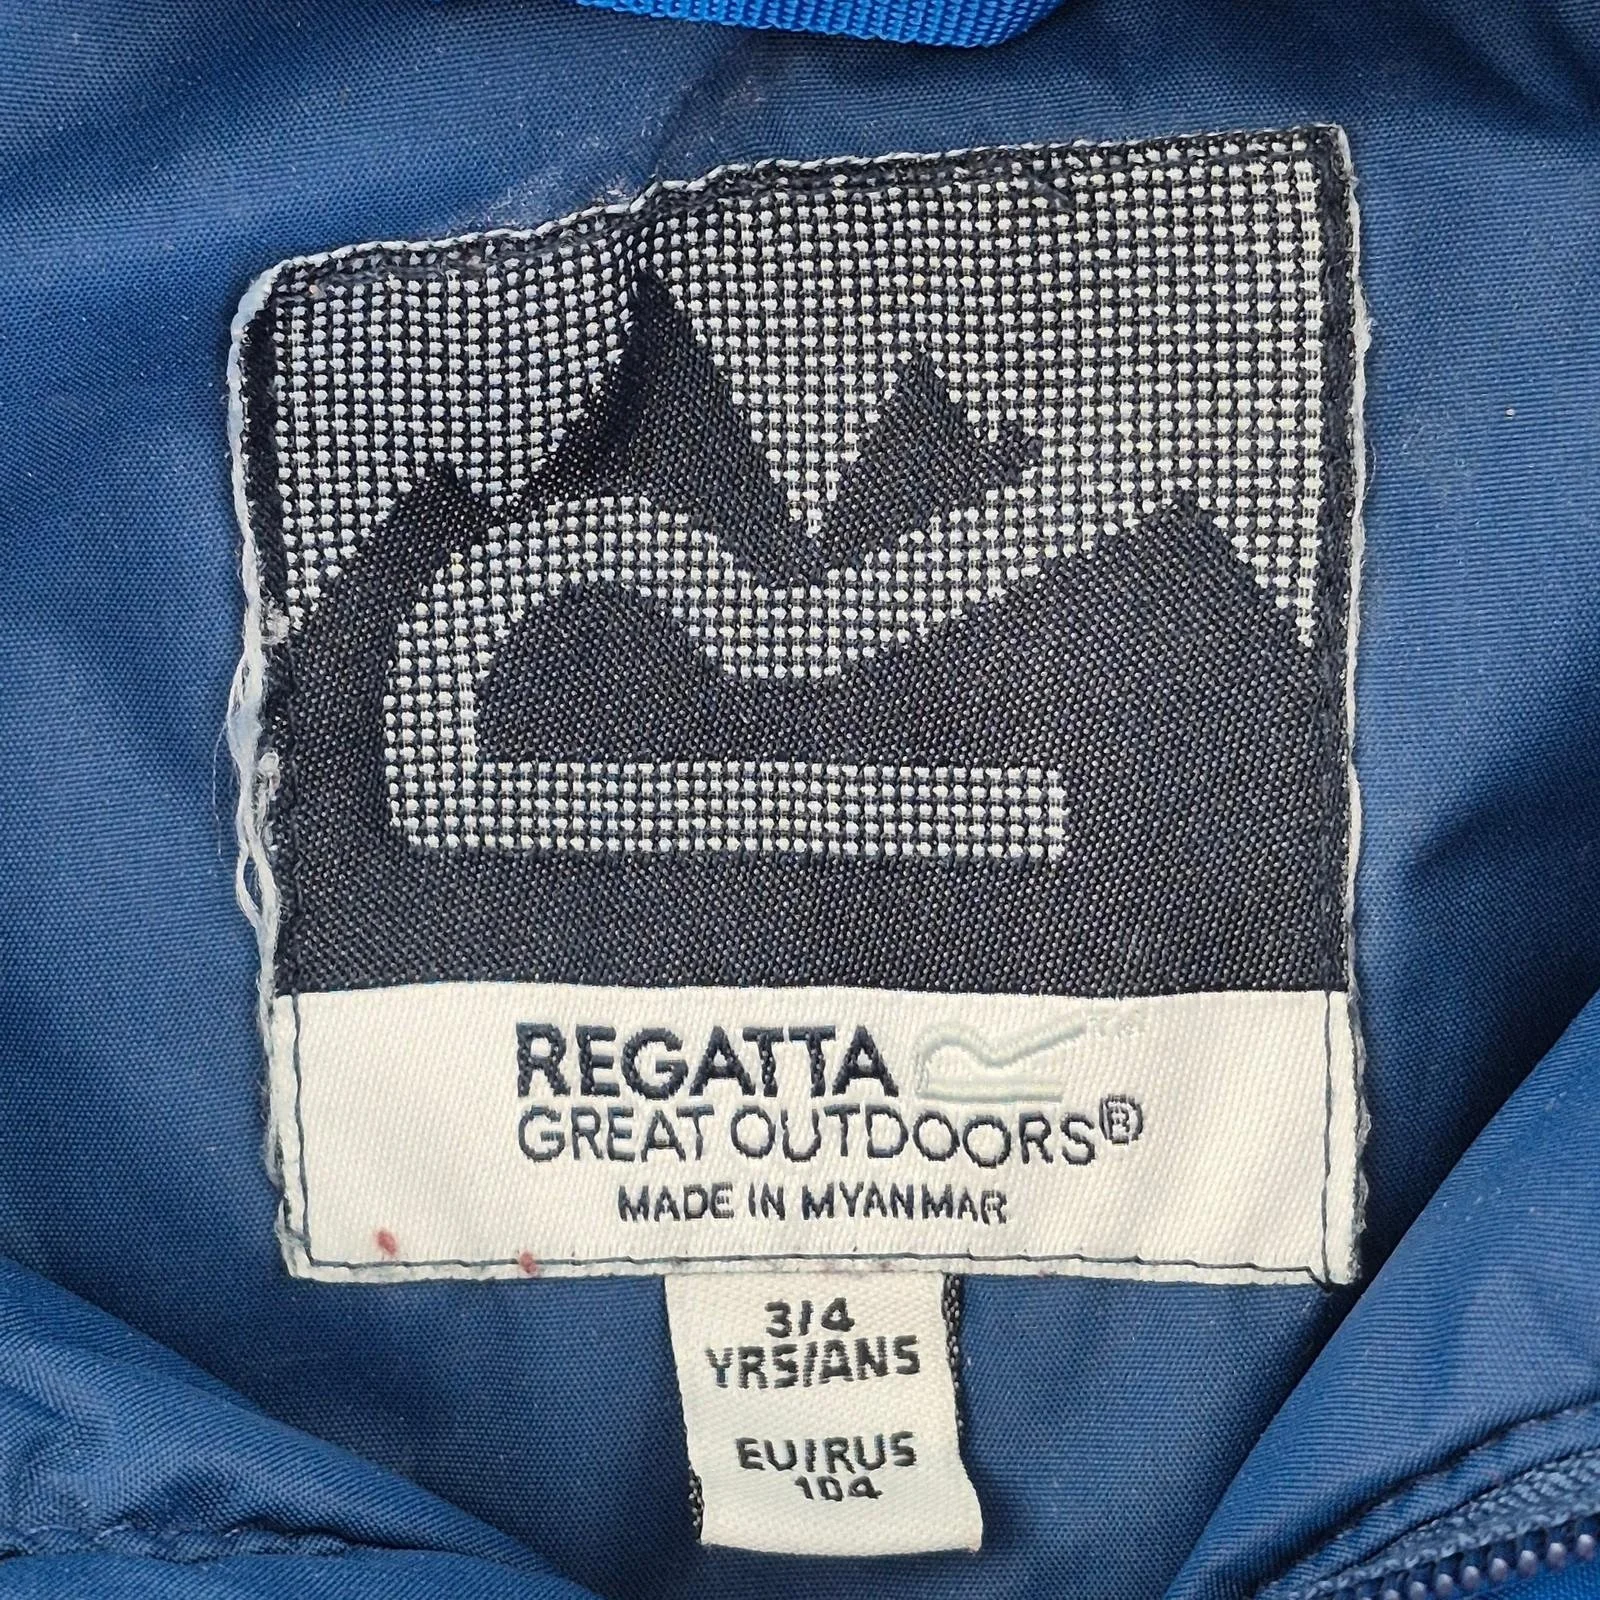 REGATTA
GREAT OUTDOORS®
MADE IN MYANMAR
3/4
YRS/ANS
EU/RUS
104